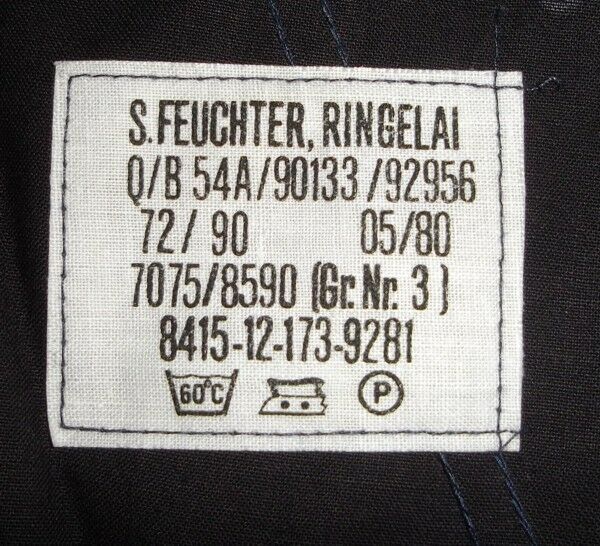 S.FEUCHTER, RINGELAI
Q/B 54A/90133/92956
72/90 05/80
7075/8590 (Gr.Nr. 3)
8415-12-173-9281
60°C P